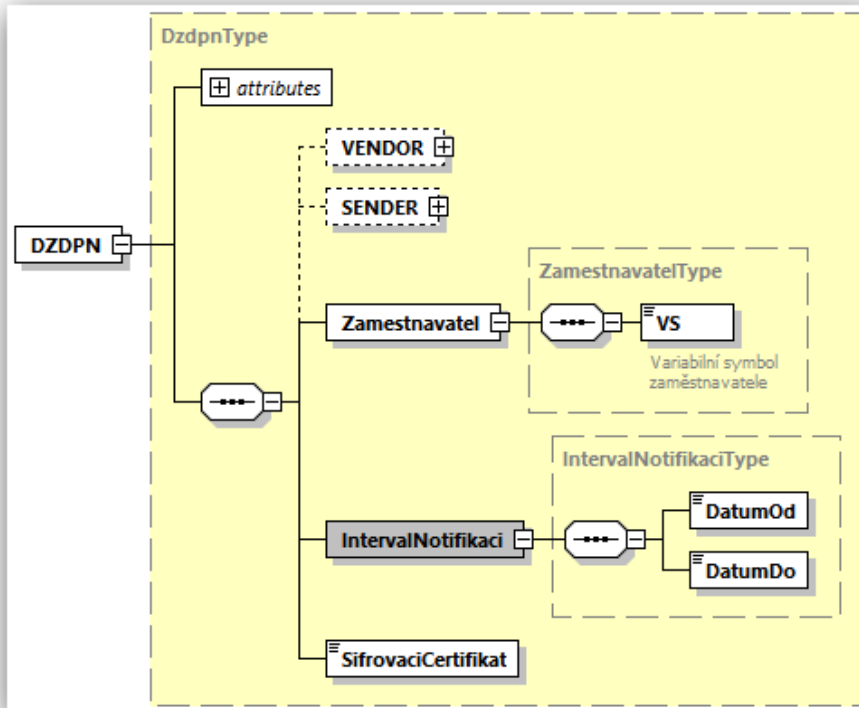 DzdpnType
attributes
VENDOR
SENDER
DZDPN
ZamestnavatelType
Zamestnavatel
VS
Variabilní symbol
zaměstnavatele
IntervalNotifikaciType
DatumOd
IntervalNotifikaci
DatumDo
SifrovaciCertifikat